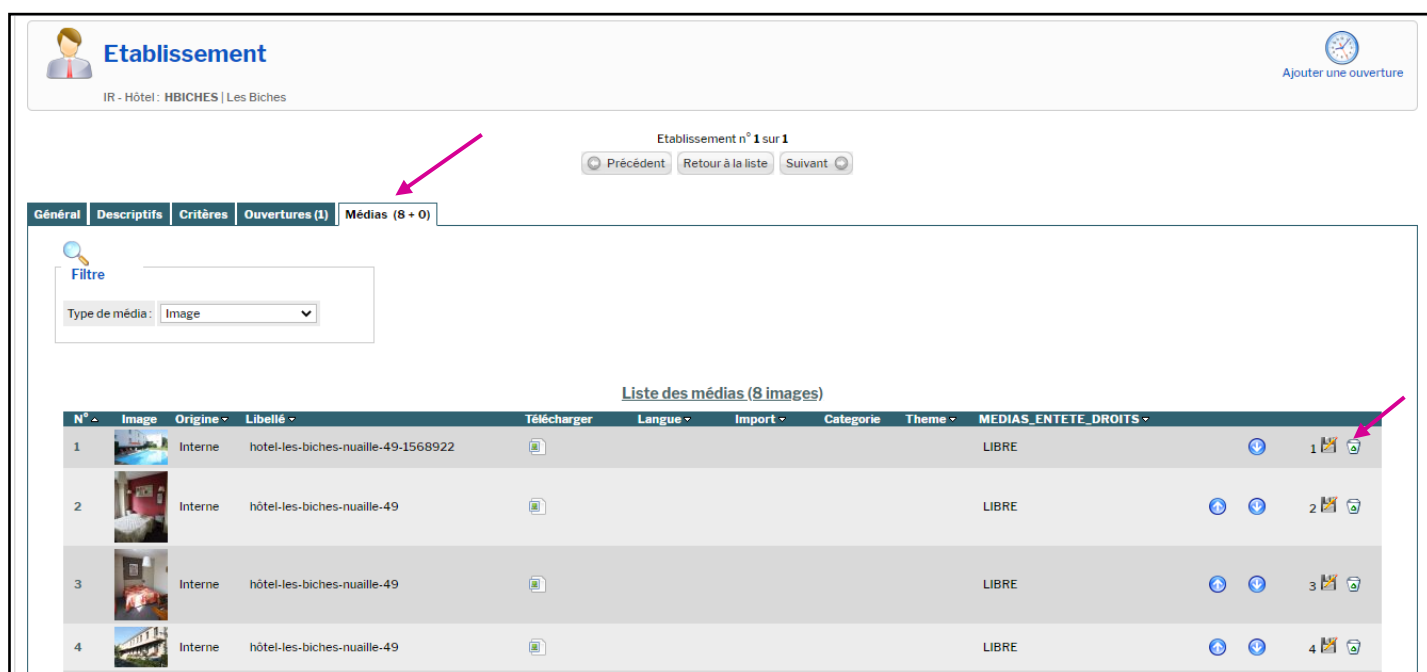 Etablissement
Ajouter une ouverture
IR - Hôtel : HBICHES | Les Biches
Etablissement n° 1 sur 1
Précédent Retour à la liste Suivant
Général Descriptifs Critères Ouvertures (1) Médias (8 + 0)
Filtre
Type de média : Image
Liste des médias (8 images)
N° Image Origine Libellé Télécharger Langue Import Categorie Theme MEDIAS_ENTETE_DROITS
1 Interne hotel-les-biches-nuaille-49-1568922 LIBRE 1
2 Interne hôtel-les-biches-nuaille-49 LIBRE 2
3 Interne hôtel-les-biches-nuaille-49 LIBRE 3
4 Interne hôtel-les-biches-nuaille-49 LIBRE 4